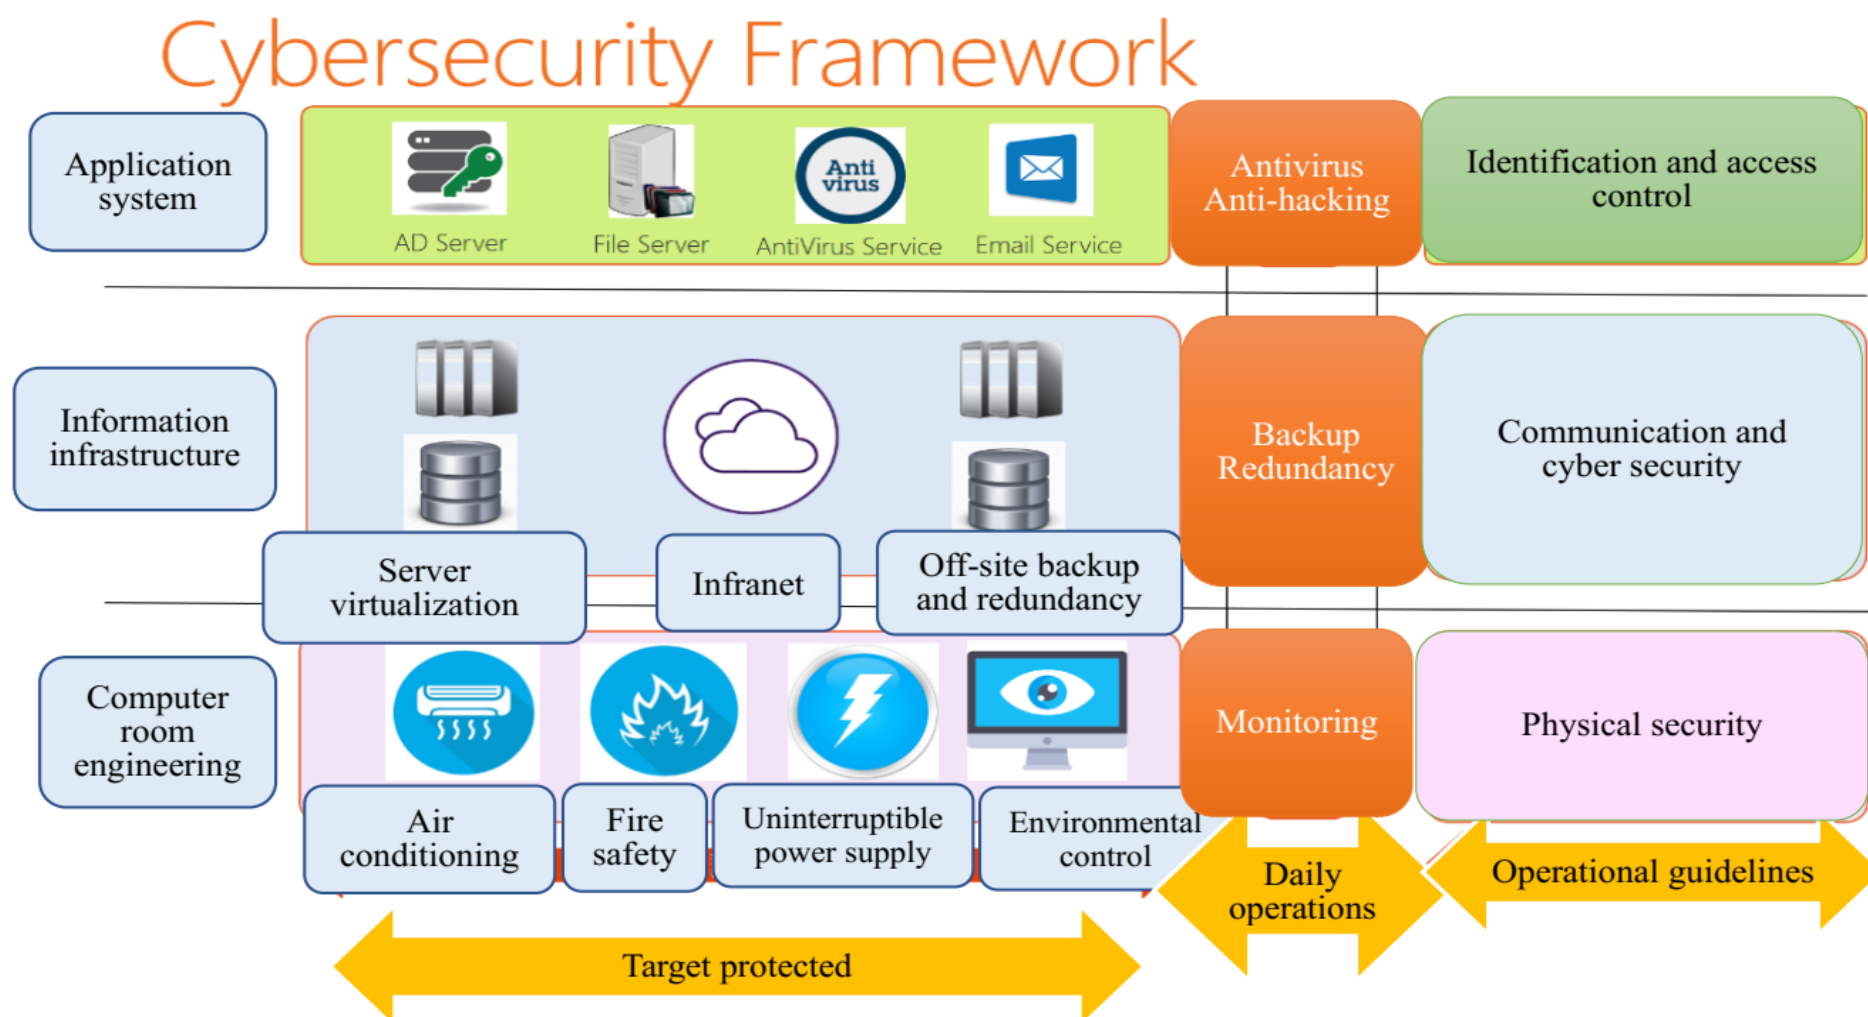 Cybersecurity Framework
Application
system
Anti
virus
AD Server
File Server
AntiVirus Service
Email Service
Antivirus
Anti-hacking
Identification and access
control
Information
infrastructure
Server
virtualization
Infranet
Off-site backup
and redundancy
Backup
Redundancy
Communication and
cyber security
Computer
room
engineering
Air
conditioning
Fire
safety
Uninterruptible
power supply
Environmental
control
Monitoring
Physical security
Target protected
Daily
operations
Operational guidelines